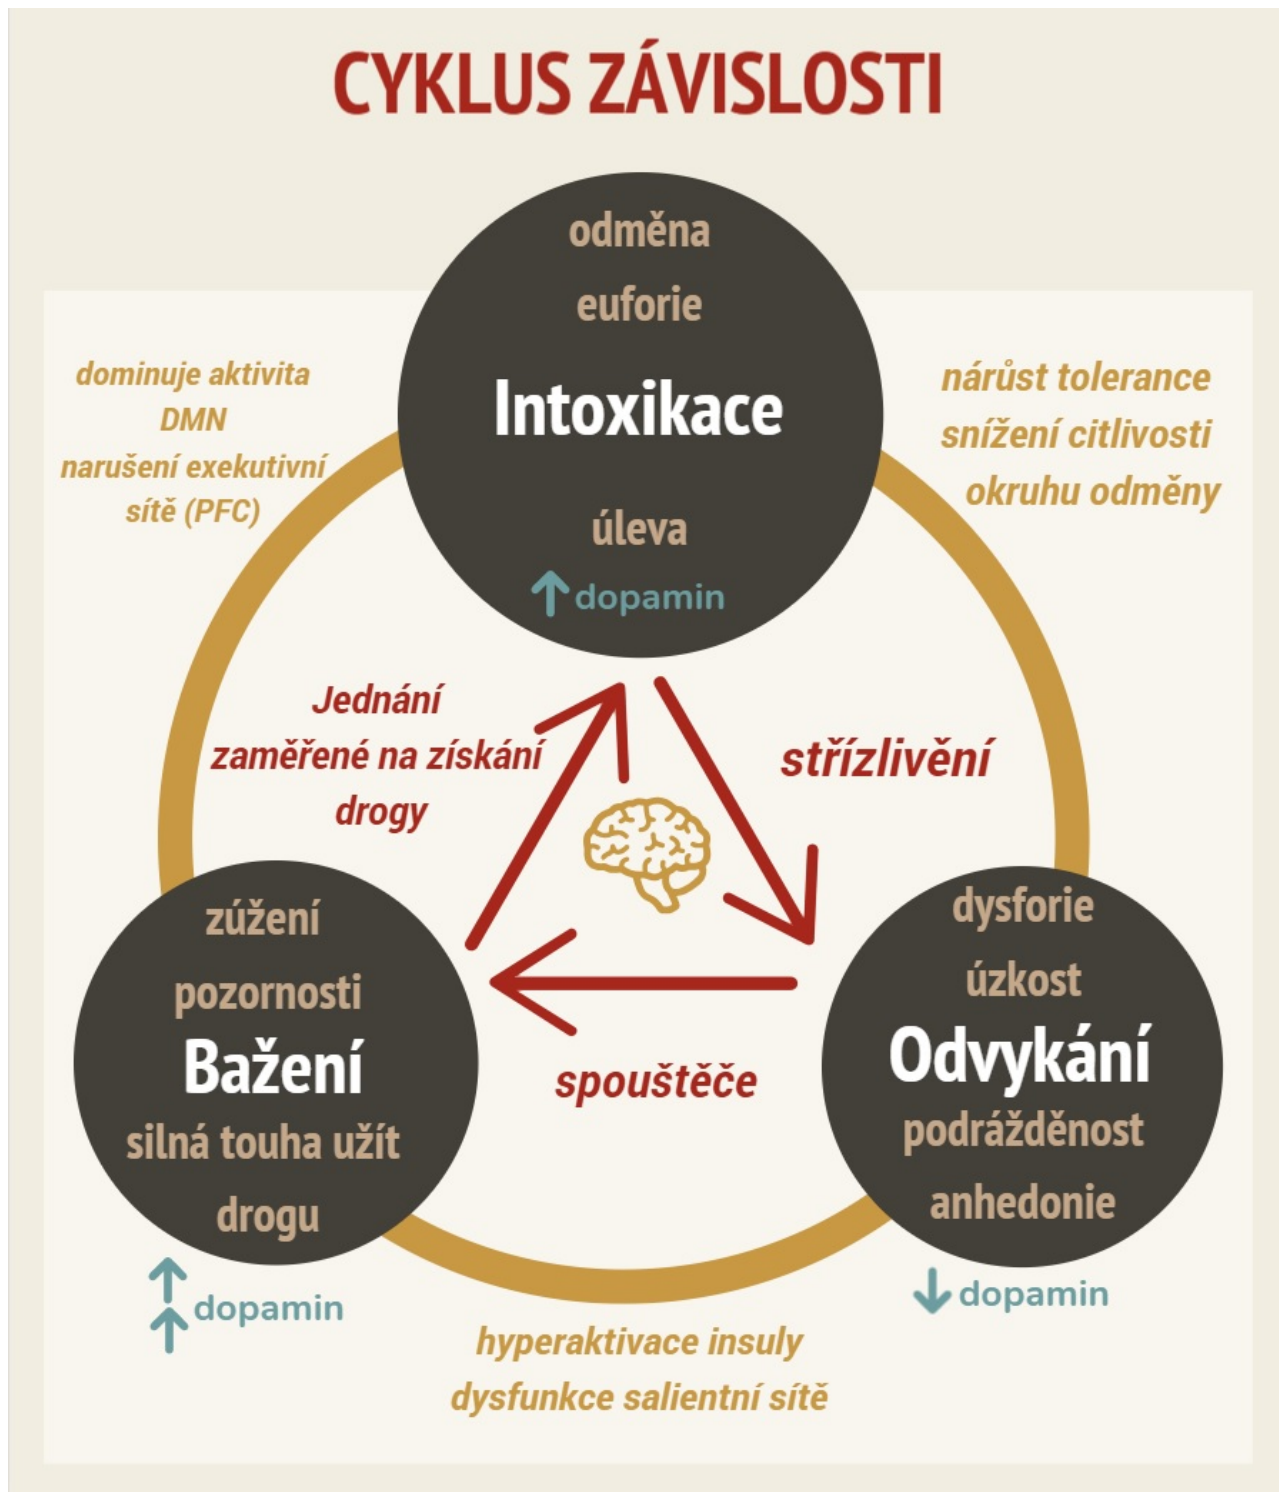 CYKLUS ZÁVISLOSTI
odměna
euforie
Intoxikace
úleva
↑ dopamin
dominuje aktivita
DMN
narušení exekutivní
sítě (PFC)
nárůst tolerance
snížení citlivosti
okruhu odměny
Jednání
zaměřené na získání
drogy
střízlivění
spouštěče
zúžení
pozornosti
Bažení
silná touha užít
drogu
↑↑ dopamin
dysforie
úzkost
Odvykání
podrážděnost
anhedonie
↓ dopamin
hyperaktivace insuly
dysfunkce salientní sítě